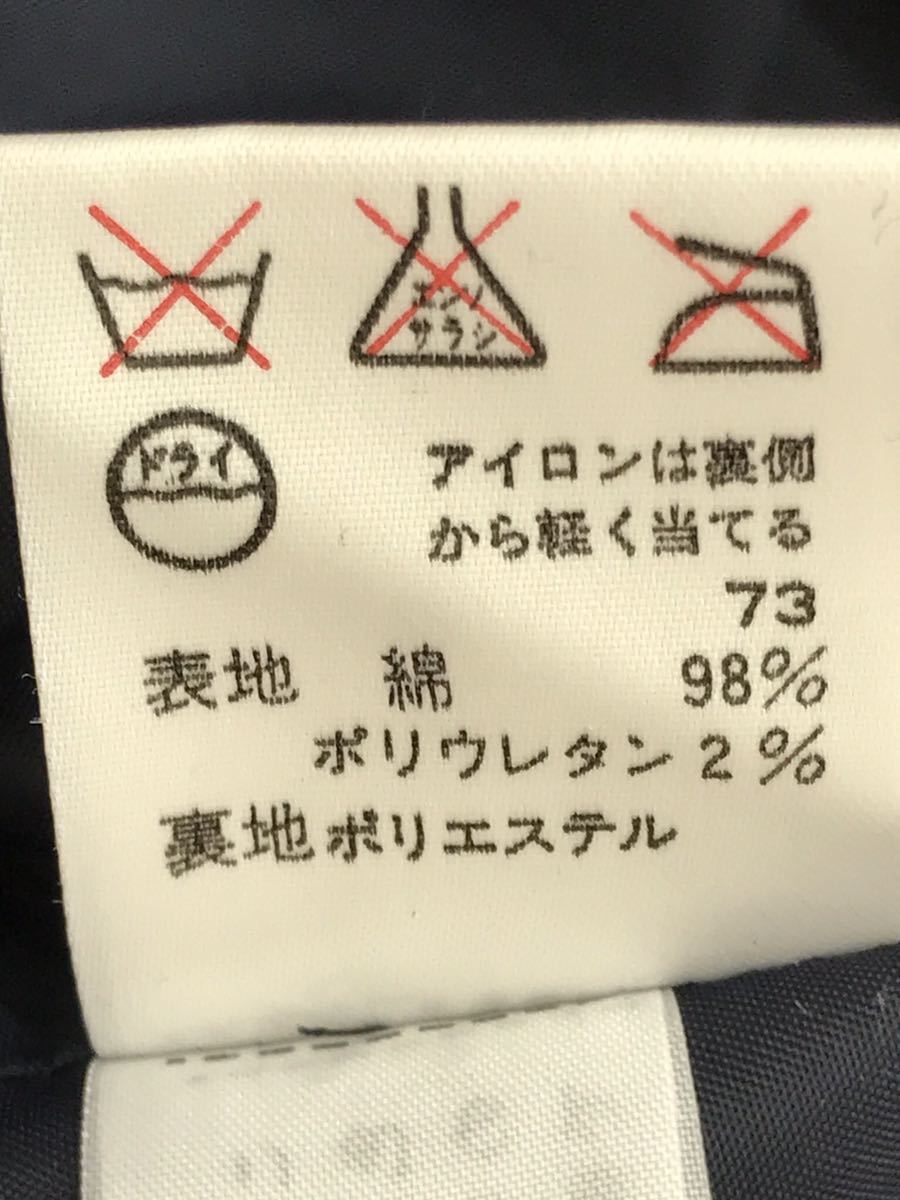 エンソ
サラシ
ドライ
アイロンは裏側
から軽く当てる
73
表地 綿 98%
ポリウレタン 2%
裏地ポリエステル